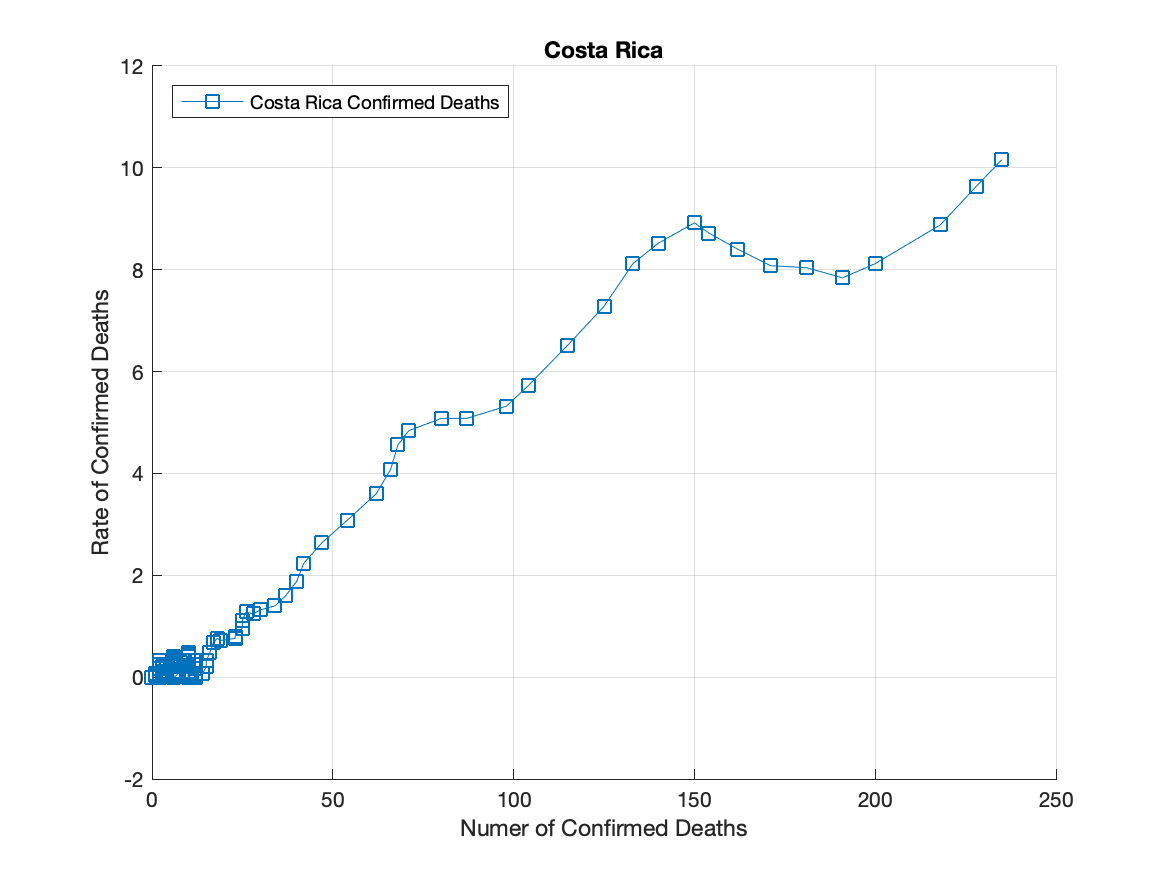 Costa Rica
12
Costa Rica Confirmed Deaths
10
8
6
4
2
0
-2
Rate of Confirmed Deaths
0 50 100 150 200 250
Numer of Confirmed Deaths